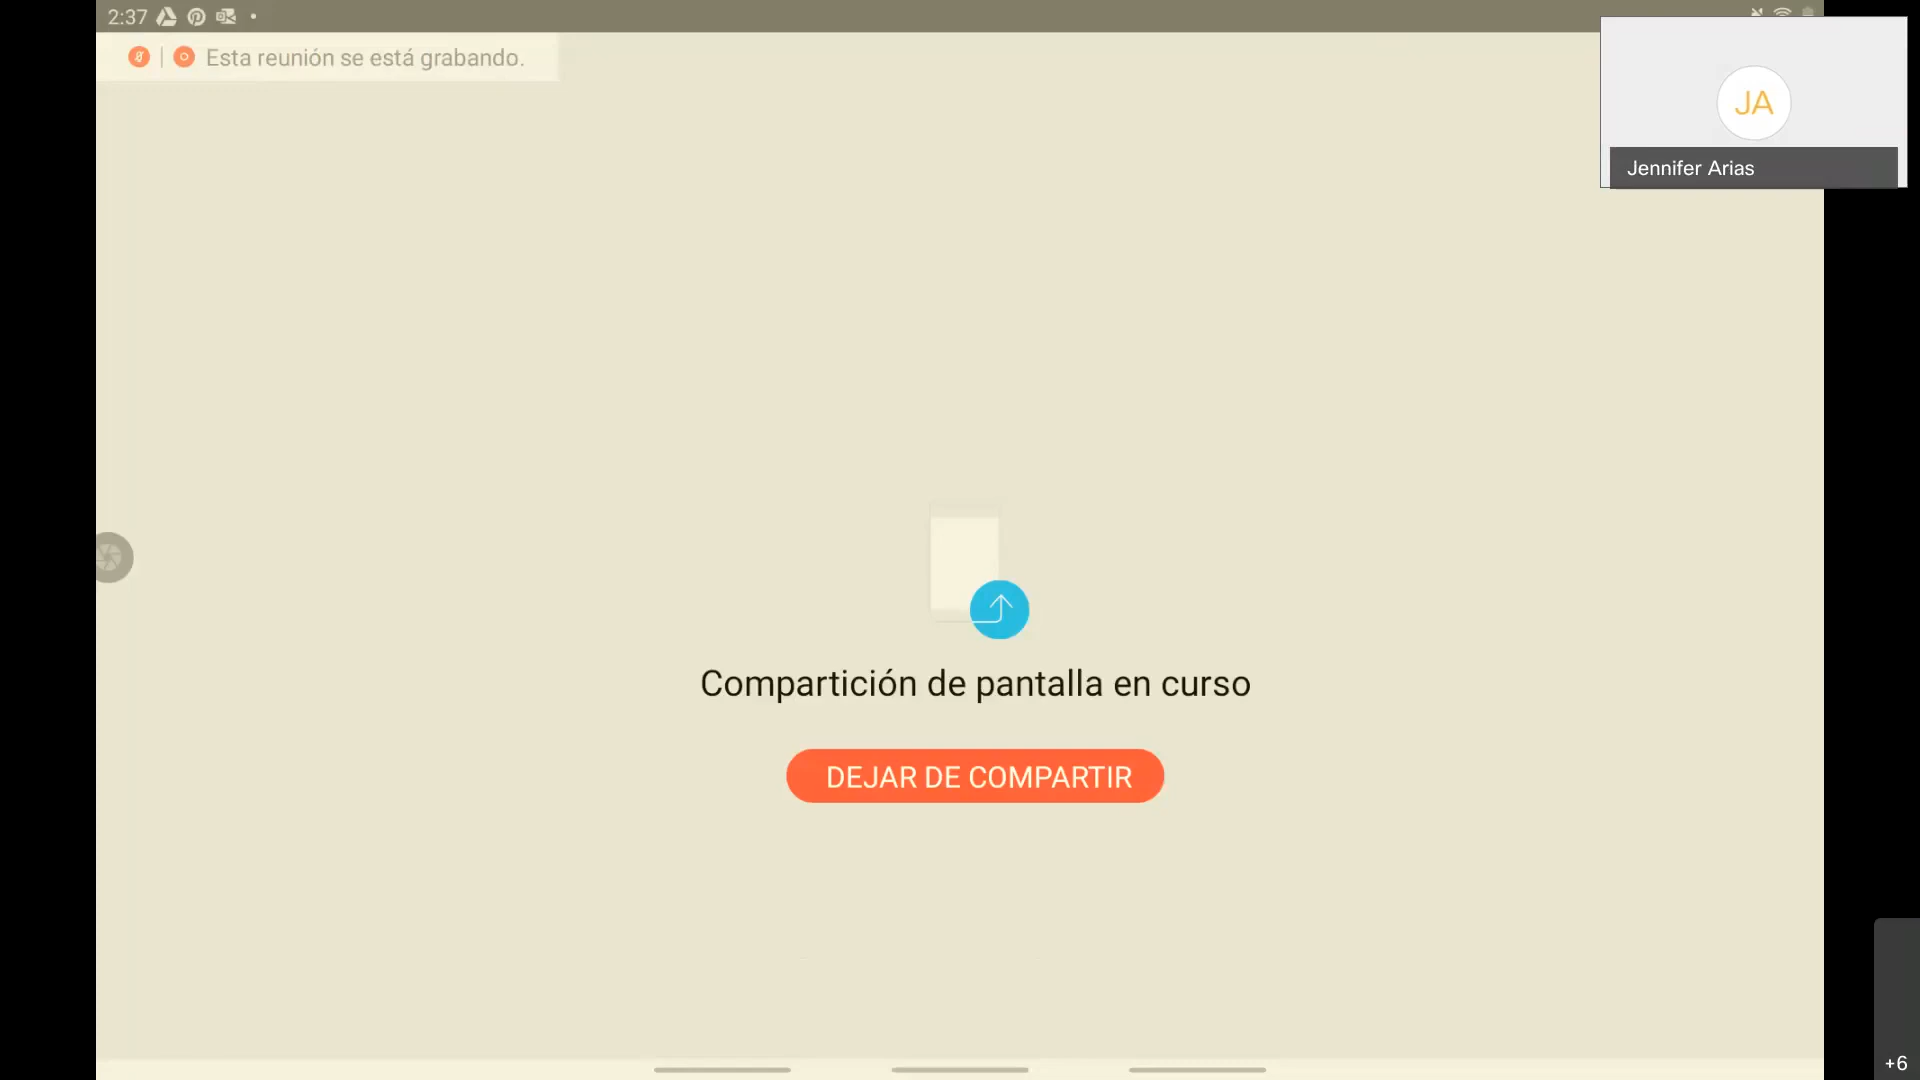 2:37
Esta reunión se está grabando.
JA
Jennifer Arias
Compartición de pantalla en curso
DEJAR DE COMPARTIR
+6